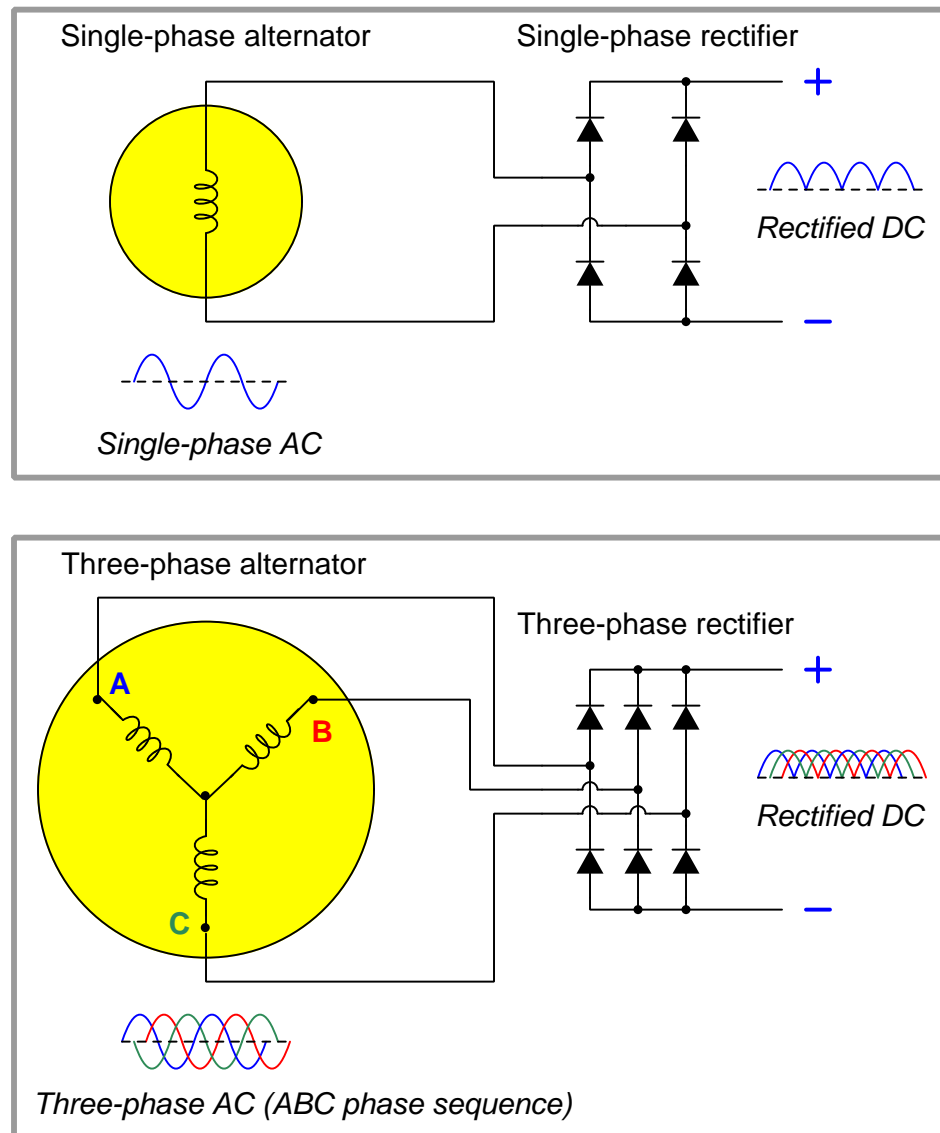 Single-phase alternator
Single-phase rectifier
+
Rectified DC
−
Single-phase AC
Three-phase alternator
Three-phase rectifier
A
B
+
Rectified DC
C
−
Three-phase AC (ABC phase sequence)